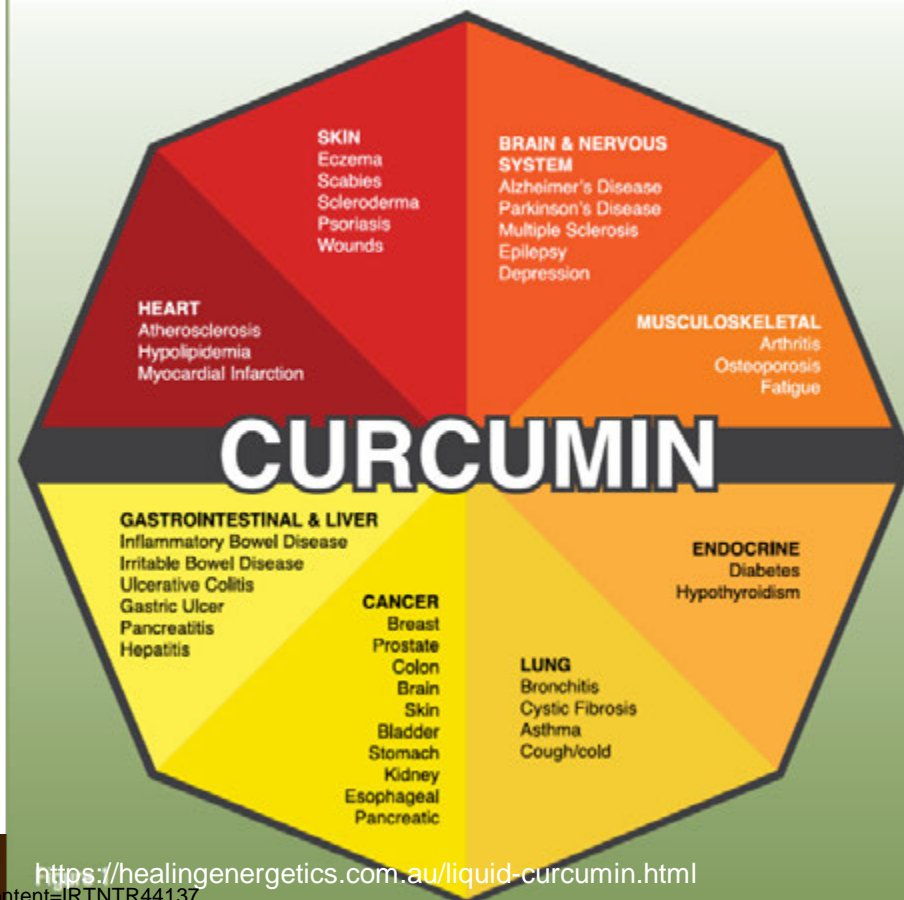 SKIN
Eczema
Scabies
Scleroderma
Psoriasis
Wounds
BRAIN & NERVOUS
SYSTEM
Alzheimer's Disease
Parkinson's Disease
Multiple Sclerosis
Epilepsy
Depression
HEART
Atherosclerosis
Hypolipidemia
Myocardial Infarction
MUSCULOSKELETAL
Arthritis
Osteoporosis
Fatigue
CURCUMIN
GASTROINTESTINAL & LIVER
Inflammatory Bowel Disease
Irritable Bowel Disease
Ulcerative Colitis
Gastric Ulcer
Pancreatitis
Hepatitis
CANCER
Breast
Prostate
Colon
Brain
Skin
Bladder
Stomach
Kidney
Esophageal
Pancreatic
LUNG
Bronchitis
Cystic Fibrosis
Asthma
Cough/cold
ENDOCRINE
Diabetes
Hypothyroidism
https://healingenergetics.com.au/liquid-curcumin.html
ntent=IRTNTR44137